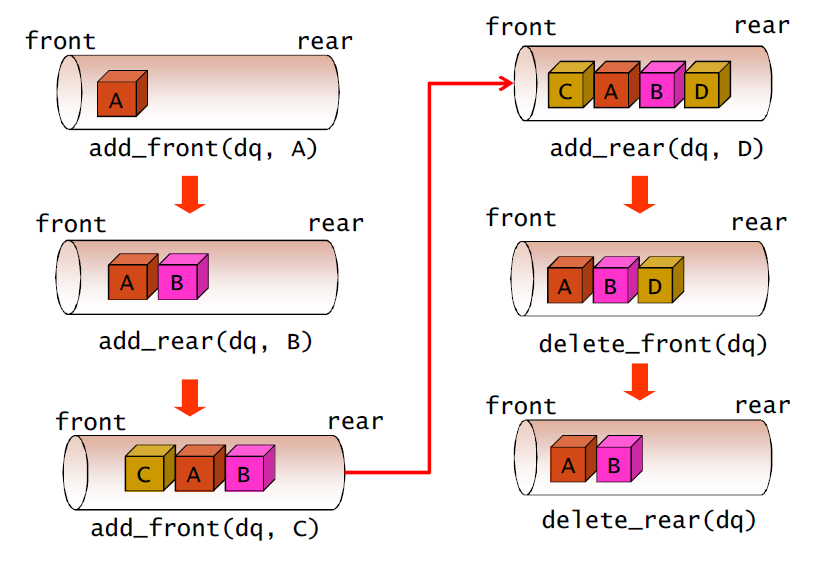 front rear
A
add_front(dq, A)
front rear
A B
add_rear(dq, B)
front rear
C A B
add_front(dq, C)
front rear
C A B D
add_rear(dq, D)
front rear
A B D
delete_front(dq)
front rear
A B
delete_rear(dq)